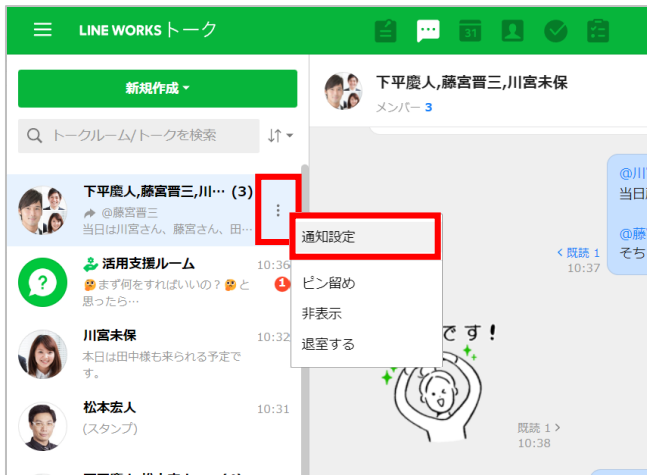 LINE WORKS トーク
31
新規作成
トークルーム/トークを検索
下平慶人,藤宮晋三,川… (3)
@藤宮晋三
当日は川宮さん、藤宮さん、田…
活用支援ルーム
10:36
まず何をすればいいの？ と
思ったら…
1
川宮未保
10:32
本日は田中様も来られる予定で
す。
松本宏人
10:31
(スタンプ)
通知設定
ピン留め
非表示
退室する
下平慶人,藤宮晋三,川宮未保
メンバー 3
@川
当日
@藤
そち
既読 1
10:37
です！
既読 1
10:38